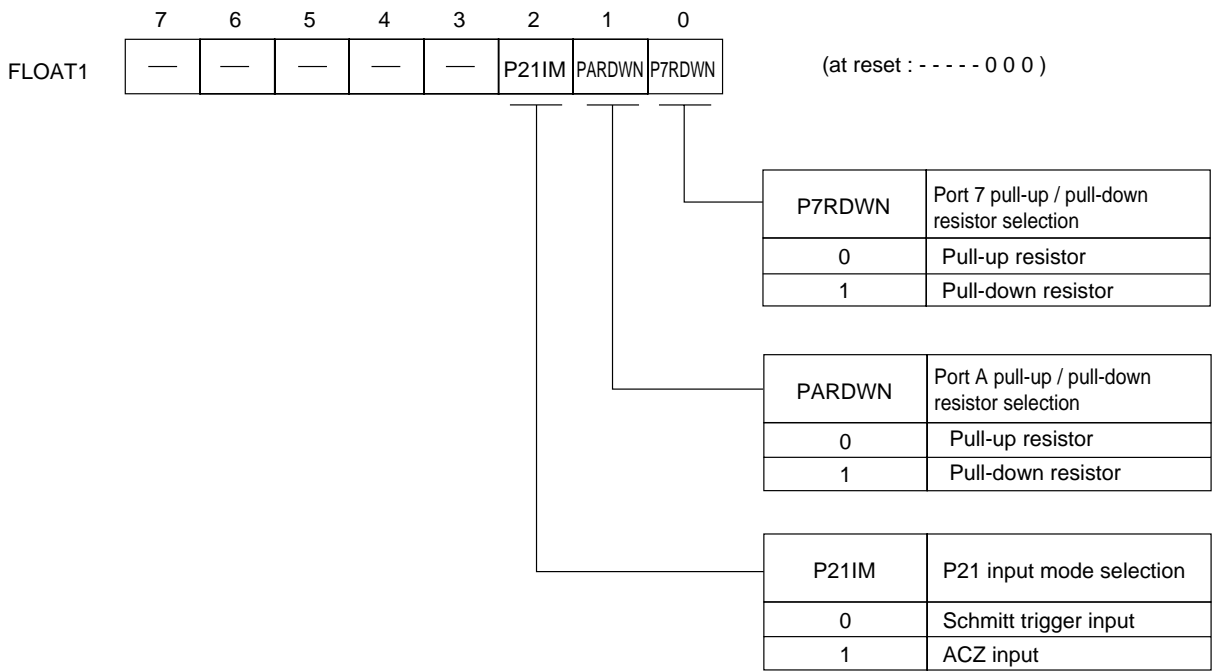 7 6 5 4 3 2 1 0
FLOAT1 — — — — — P21IM PARDWN P7RDWN (at reset : - - - - - 0 0 0 )
P7RDWN Port 7 pull-up / pull-down
resistor selection
0 Pull-up resistor
1 Pull-down resistor
PARDWN Port A pull-up / pull-down
resistor selection
0 Pull-up resistor
1 Pull-down resistor
P21IM P21 input mode selection
0 Schmitt trigger input
1 ACZ input